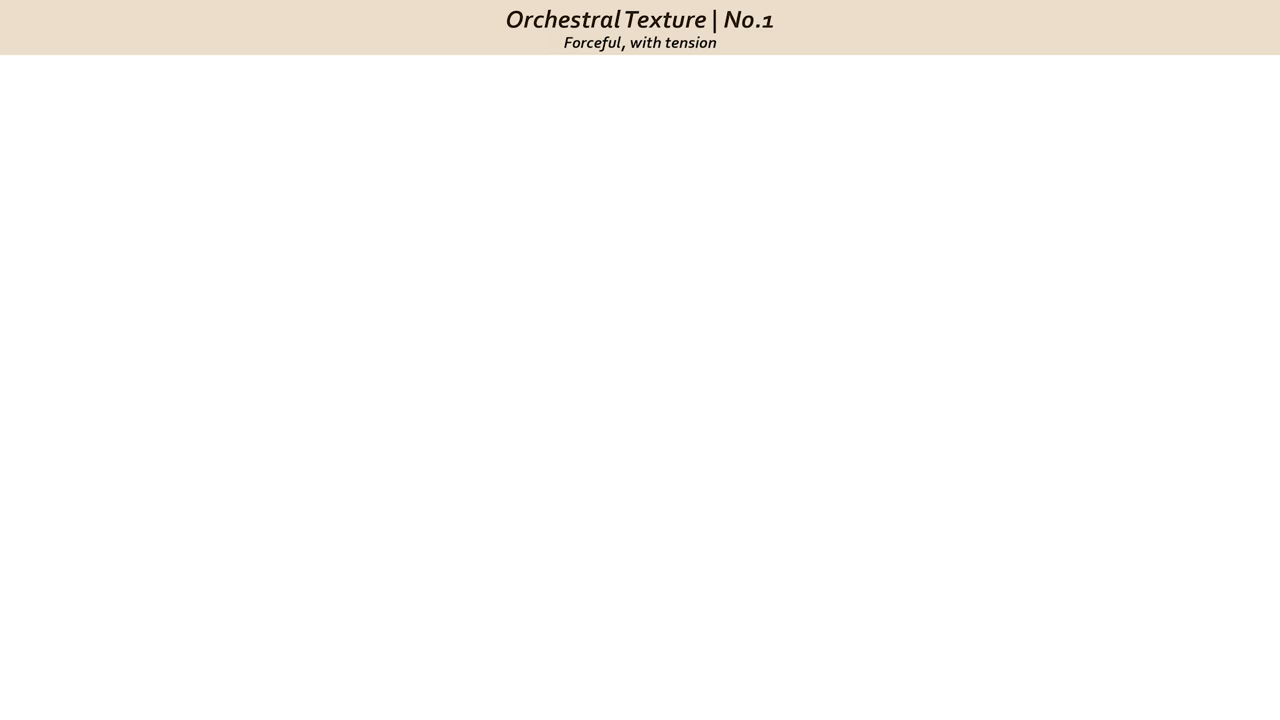 Orchestral Texture | No.1
Forceful, with tension